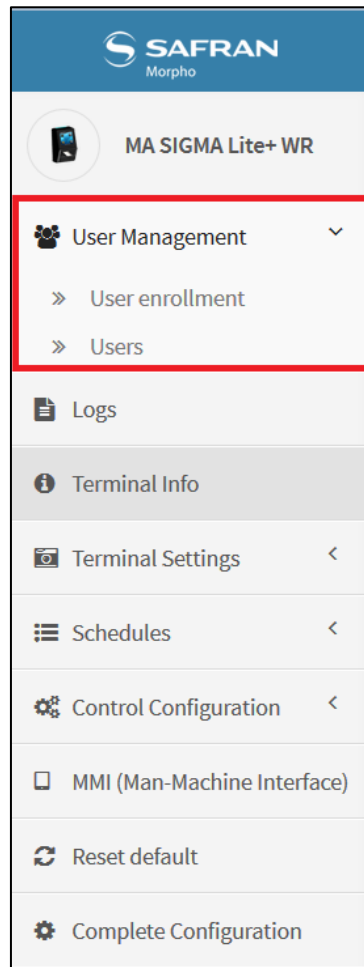 SAFRAN
Morpho
MA SIGMA Lite+ WR
User Management
User enrollment
Users
Logs
Terminal Info
Terminal Settings
Schedules
Control Configuration
MMI (Man-Machine Interface)
Reset default
Complete Configuration